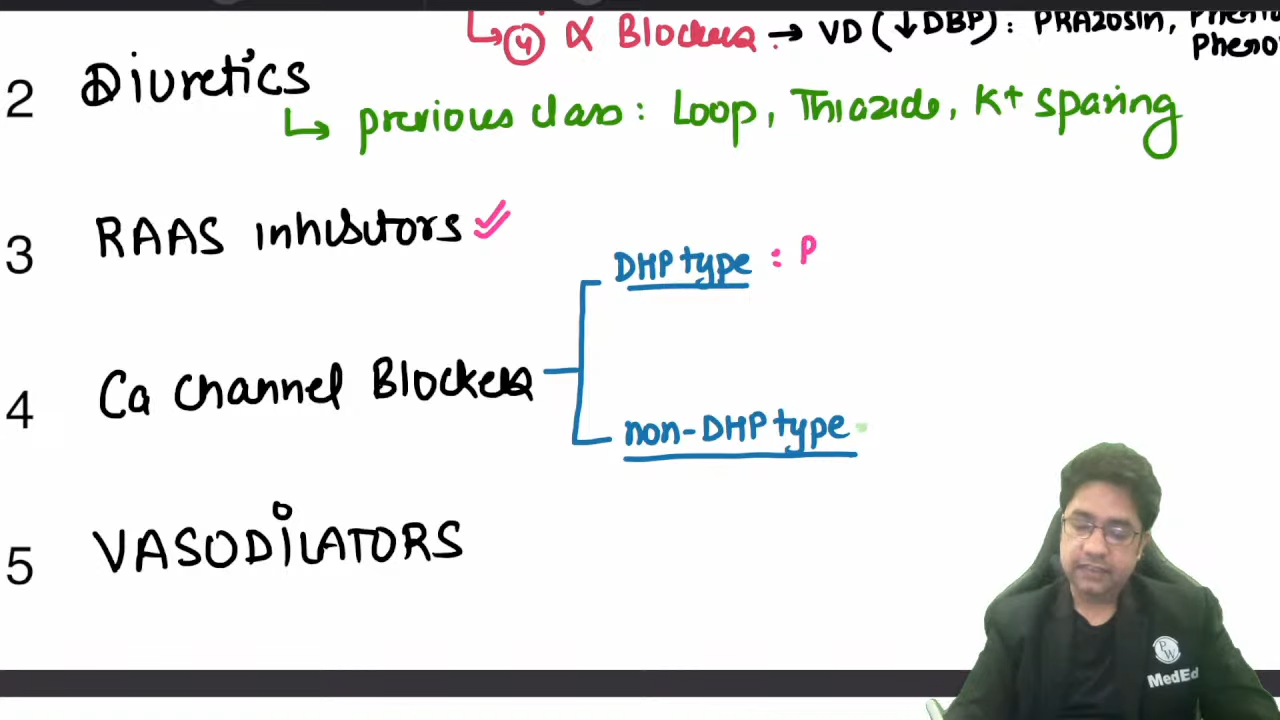 ④ α Blockers → VD (↓DBP): PRAZOSIN,
2 Diuretics
↳ previous class: Loop, Thiazide, K+ sparing
3 RAAS inhibitors
DHP type : P
4 Ca channel Blockers
non-DHP type
5 VASODILATORS
PW
MedEd